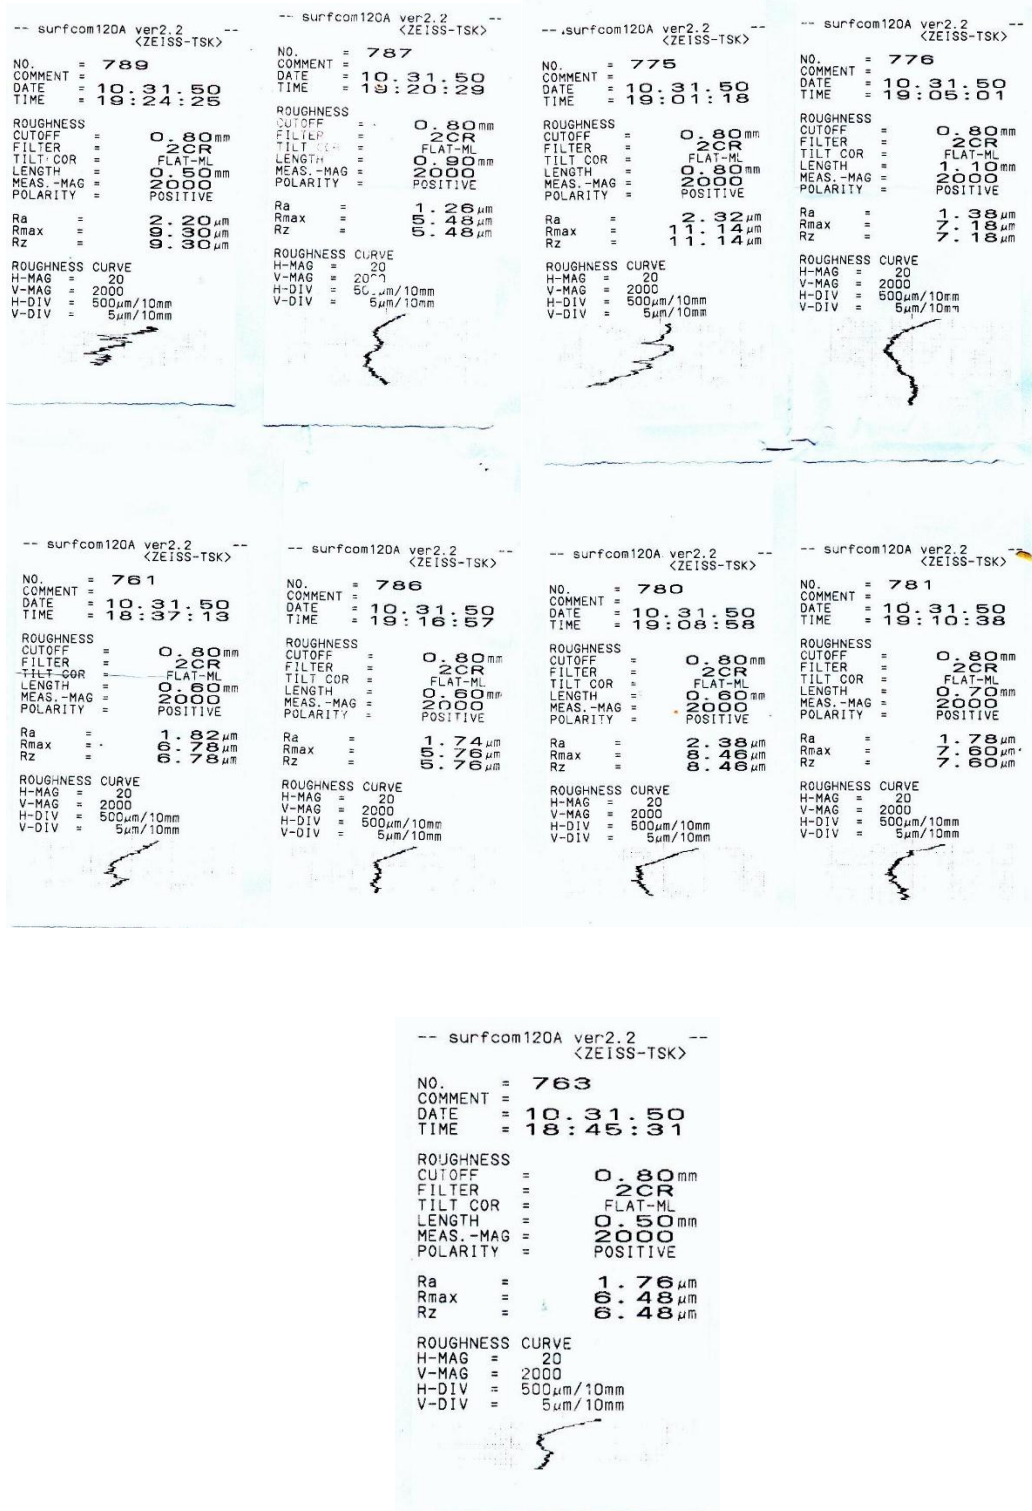 -- surfcom120A ver2.2 --
<ZEISS-TSK>
NO. = 789
COMMENT =
DATE = 10.31.50
TIME = 19:24:25
ROUGHNESS
CUTOFF = 0.80mm
FILTER = 2CR
TILT COR = FLAT-ML
LENGTH = 0.50mm
MEAS.-MAG = 2000
POLARITY = POSITIVE
Ra = 2.20µm
Rmax = 9.30µm
Rz = 9.30µm
ROUGHNESS CURVE
H-MAG = 20
V-MAG = 2000
H-DIV = 500µm/10mm
V-DIV = 5µm/10mm
-- surfcom120A ver2.2 --
<ZEISS-TSK>
NO. = 787
COMMENT =
DATE = 10.31.50
TIME = 19:20:29
ROUGHNESS
CUTOFF = 0.80mm
FILTER = 2CR
TILT COR = FLAT-ML
LENGTH = 0.90mm
MEAS.-MAG = 2000
POLARITY = POSITIVE
Ra = 1.26µm
Rmax = 5.48µm
Rz = 5.48µm
ROUGHNESS CURVE
H-MAG = 20
V-MAG =
H-DIV = µm/10mm
V-DIV = 5µm/10mm
-- surfcom120A ver2.2 --
<ZEISS-TSK>
NO. = 775
COMMENT =
DATE = 10.31.50
TIME = 19:01:18
ROUGHNESS
CUTOFF = 0.80mm
FILTER = 2CR
TILT COR = FLAT-ML
LENGTH = 0.80mm
MEAS.-MAG = 2000
POLARITY = POSITIVE
Ra = 2.32µm
Rmax = 11.14µm
Rz = 11.14µm
ROUGHNESS CURVE
H-MAG = 20
V-MAG = 2000
H-DIV = 500µm/10mm
V-DIV = 5µm/10mm
-- surfcom120A ver2.2 --
<ZEISS-TSK>
NO. = 776
COMMENT =
DATE = 10.31.50
TIME = 19:05:01
ROUGHNESS
CUTOFF = 0.80mm
FILTER = 2CR
TILT COR = FLAT-ML
LENGTH = 1.10mm
MEAS.-MAG = 2000
POLARITY = POSITIVE
Ra = 1.38µm
Rmax = 7.18µm
Rz = 7.18µm
ROUGHNESS CURVE
H-MAG = 20
V-MAG = 2000
H-DIV = 500µm/10mm
V-DIV = 5µm/10mm
-- surfcom120A ver2.2 --
<ZEISS-TSK>
NO. = 761
COMMENT =
DATE = 10.31.50
TIME = 18:37:13
ROUGHNESS
CUTOFF = 0.80mm
FILTER = 2CR
TILT COR = FLAT-ML
LENGTH = 0.60mm
MEAS.-MAG = 2000
POLARITY = POSITIVE
Ra = 1.82µm
Rmax = 6.78µm
Rz = 6.78µm
ROUGHNESS CURVE
H-MAG = 20
V-MAG = 2000
H-DIV = 500µm/10mm
V-DIV = 5µm/10mm
-- surfcom120A ver2.2 --
<ZEISS-TSK>
NO. = 786
COMMENT =
DATE = 10.31.50
TIME = 19:16:57
ROUGHNESS
CUTOFF = 0.80mm
FILTER = 2CR
TILT COR = FLAT-ML
LENGTH = 0.60mm
MEAS.-MAG = 2000
POLARITY = POSITIVE
Ra = 1.74µm
Rmax = 5.76µm
Rz = 5.76µm
ROUGHNESS CURVE
H-MAG = 20
V-MAG = 2000
H-DIV = 500µm/10mm
V-DIV = 5µm/10mm
-- surfcom120A ver2.2 --
<ZEISS-TSK>
NO. = 780
COMMENT =
DATE = 10.31.50
TIME = 19:08:58
ROUGHNESS
CUTOFF = 0.80mm
FILTER = 2CR
TILT COR = FLAT-ML
LENGTH = 0.60mm
MEAS.-MAG = 2000
POLARITY = POSITIVE
Ra = 2.38µm
Rmax = 8.46µm
Rz = 8.46µm
ROUGHNESS CURVE
H-MAG = 20
V-MAG = 2000
H-DIV = 500µm/10mm
V-DIV = 5µm/10mm
-- surfcom120A ver2.2 --
<ZEISS-TSK>
NO. = 781
COMMENT =
DATE = 10.31.50
TIME = 19:10:38
ROUGHNESS
CUTOFF = 0.80mm
FILTER = 2CR
TILT COR = FLAT-ML
LENGTH = 0.70mm
MEAS.-MAG = 2000
POLARITY = POSITIVE
Ra = 1.78µm
Rmax = 7.60µm
Rz = 7.60µm
ROUGHNESS CURVE
H-MAG = 20
V-MAG = 2000
H-DIV = 500µm/10mm
V-DIV = 5µm/10mm
-- surfcom120A ver2.2 --
<ZEISS-TSK>
NO. = 763
COMMENT =
DATE = 10.31.50
TIME = 18:45:31
ROUGHNESS
CUTOFF = 0.80mm
FILTER = 2CR
TILT COR = FLAT-ML
LENGTH = 0.50mm
MEAS.-MAG = 2000
POLARITY = POSITIVE
Ra = 1.76µm
Rmax = 6.48µm
Rz = 6.48µm
ROUGHNESS CURVE
H-MAG = 20
V-MAG = 2000
H-DIV = 500µm/10mm
V-DIV = 5µm/10mm